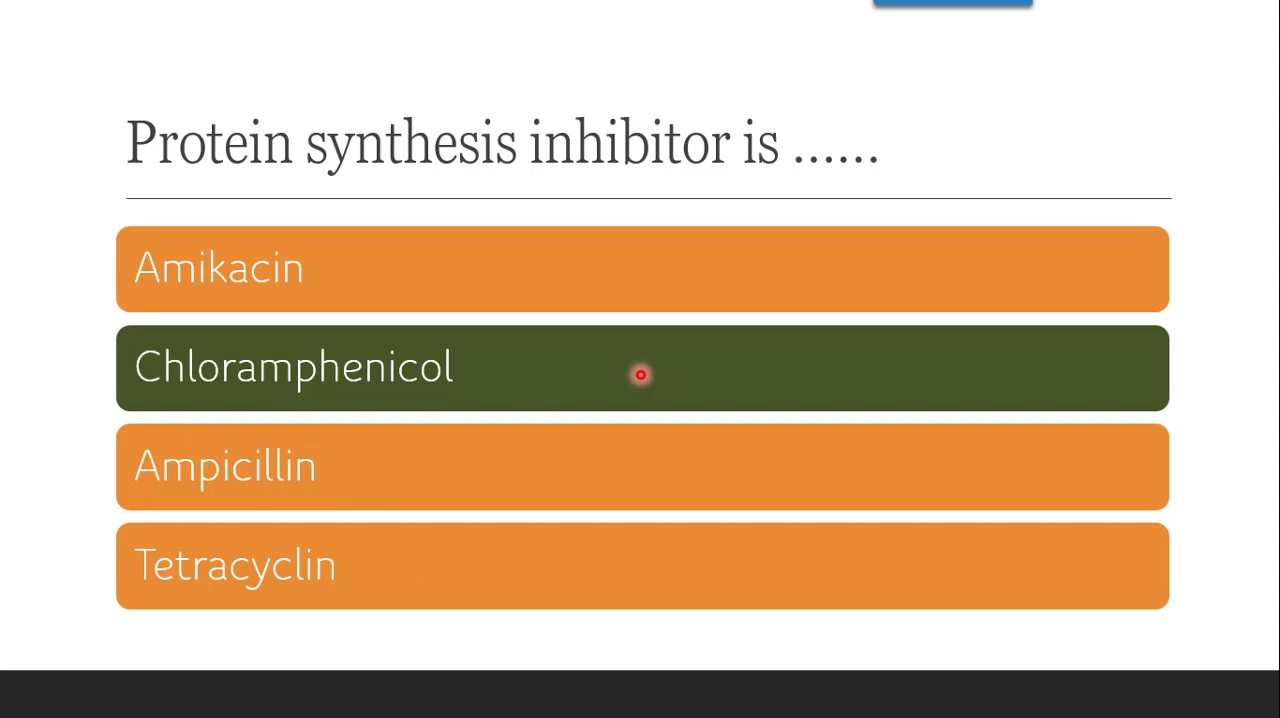 Protein synthesis inhibitor is ......
Amikacin
Chloramphenicol
Ampicillin
Tetracyclin